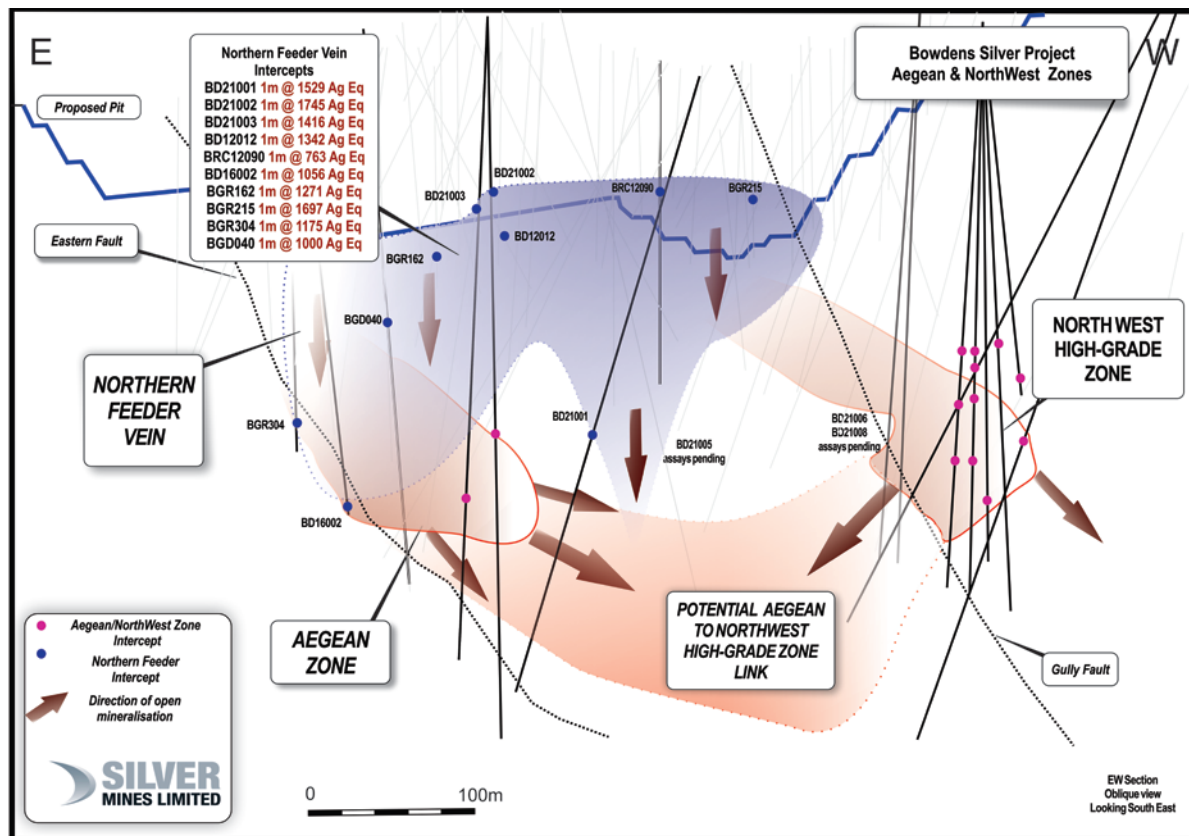 E
W
Northern Feeder Vein
Intercepts
BD21001 1m @ 1529 Ag Eq
BD21002 1m @ 1745 Ag Eq
BD21003 1m @ 1416 Ag Eq
BD12012 1m @ 1342 Ag Eq
BRC12090 1m @ 763 Ag Eq
BD16002 1m @ 1056 Ag Eq
BGR162 1m @ 1271 Ag Eq
BGR215 1m @ 1697 Ag Eq
BGR304 1m @ 1175 Ag Eq
BGD040 1m @ 1000 Ag Eq
Bowdens Silver Project
Aegean & NorthWest Zones
Proposed Pit
Eastern Fault
BD21002
BD21003
BRC12090
BGR215
BD12012
BGR162
BGD040
NORTHERN
FEEDER
VEIN
NORTH WEST
HIGH-GRADE
ZONE
BGR304
BD21001
BD21005
assays pending
BD21006
BD21008
assays pending
BD16002
AEGEAN
ZONE
POTENTIAL AEGEAN
TO NORTHWEST
HIGH-GRADE ZONE
LINK
Gully Fault
Aegean/NorthWest Zone
Intercept
Northern Feeder
Intercept
Direction of open
mineralisation
SILVER
MINES LIMITED
0 100m
EW Section
Oblique view
Looking South East